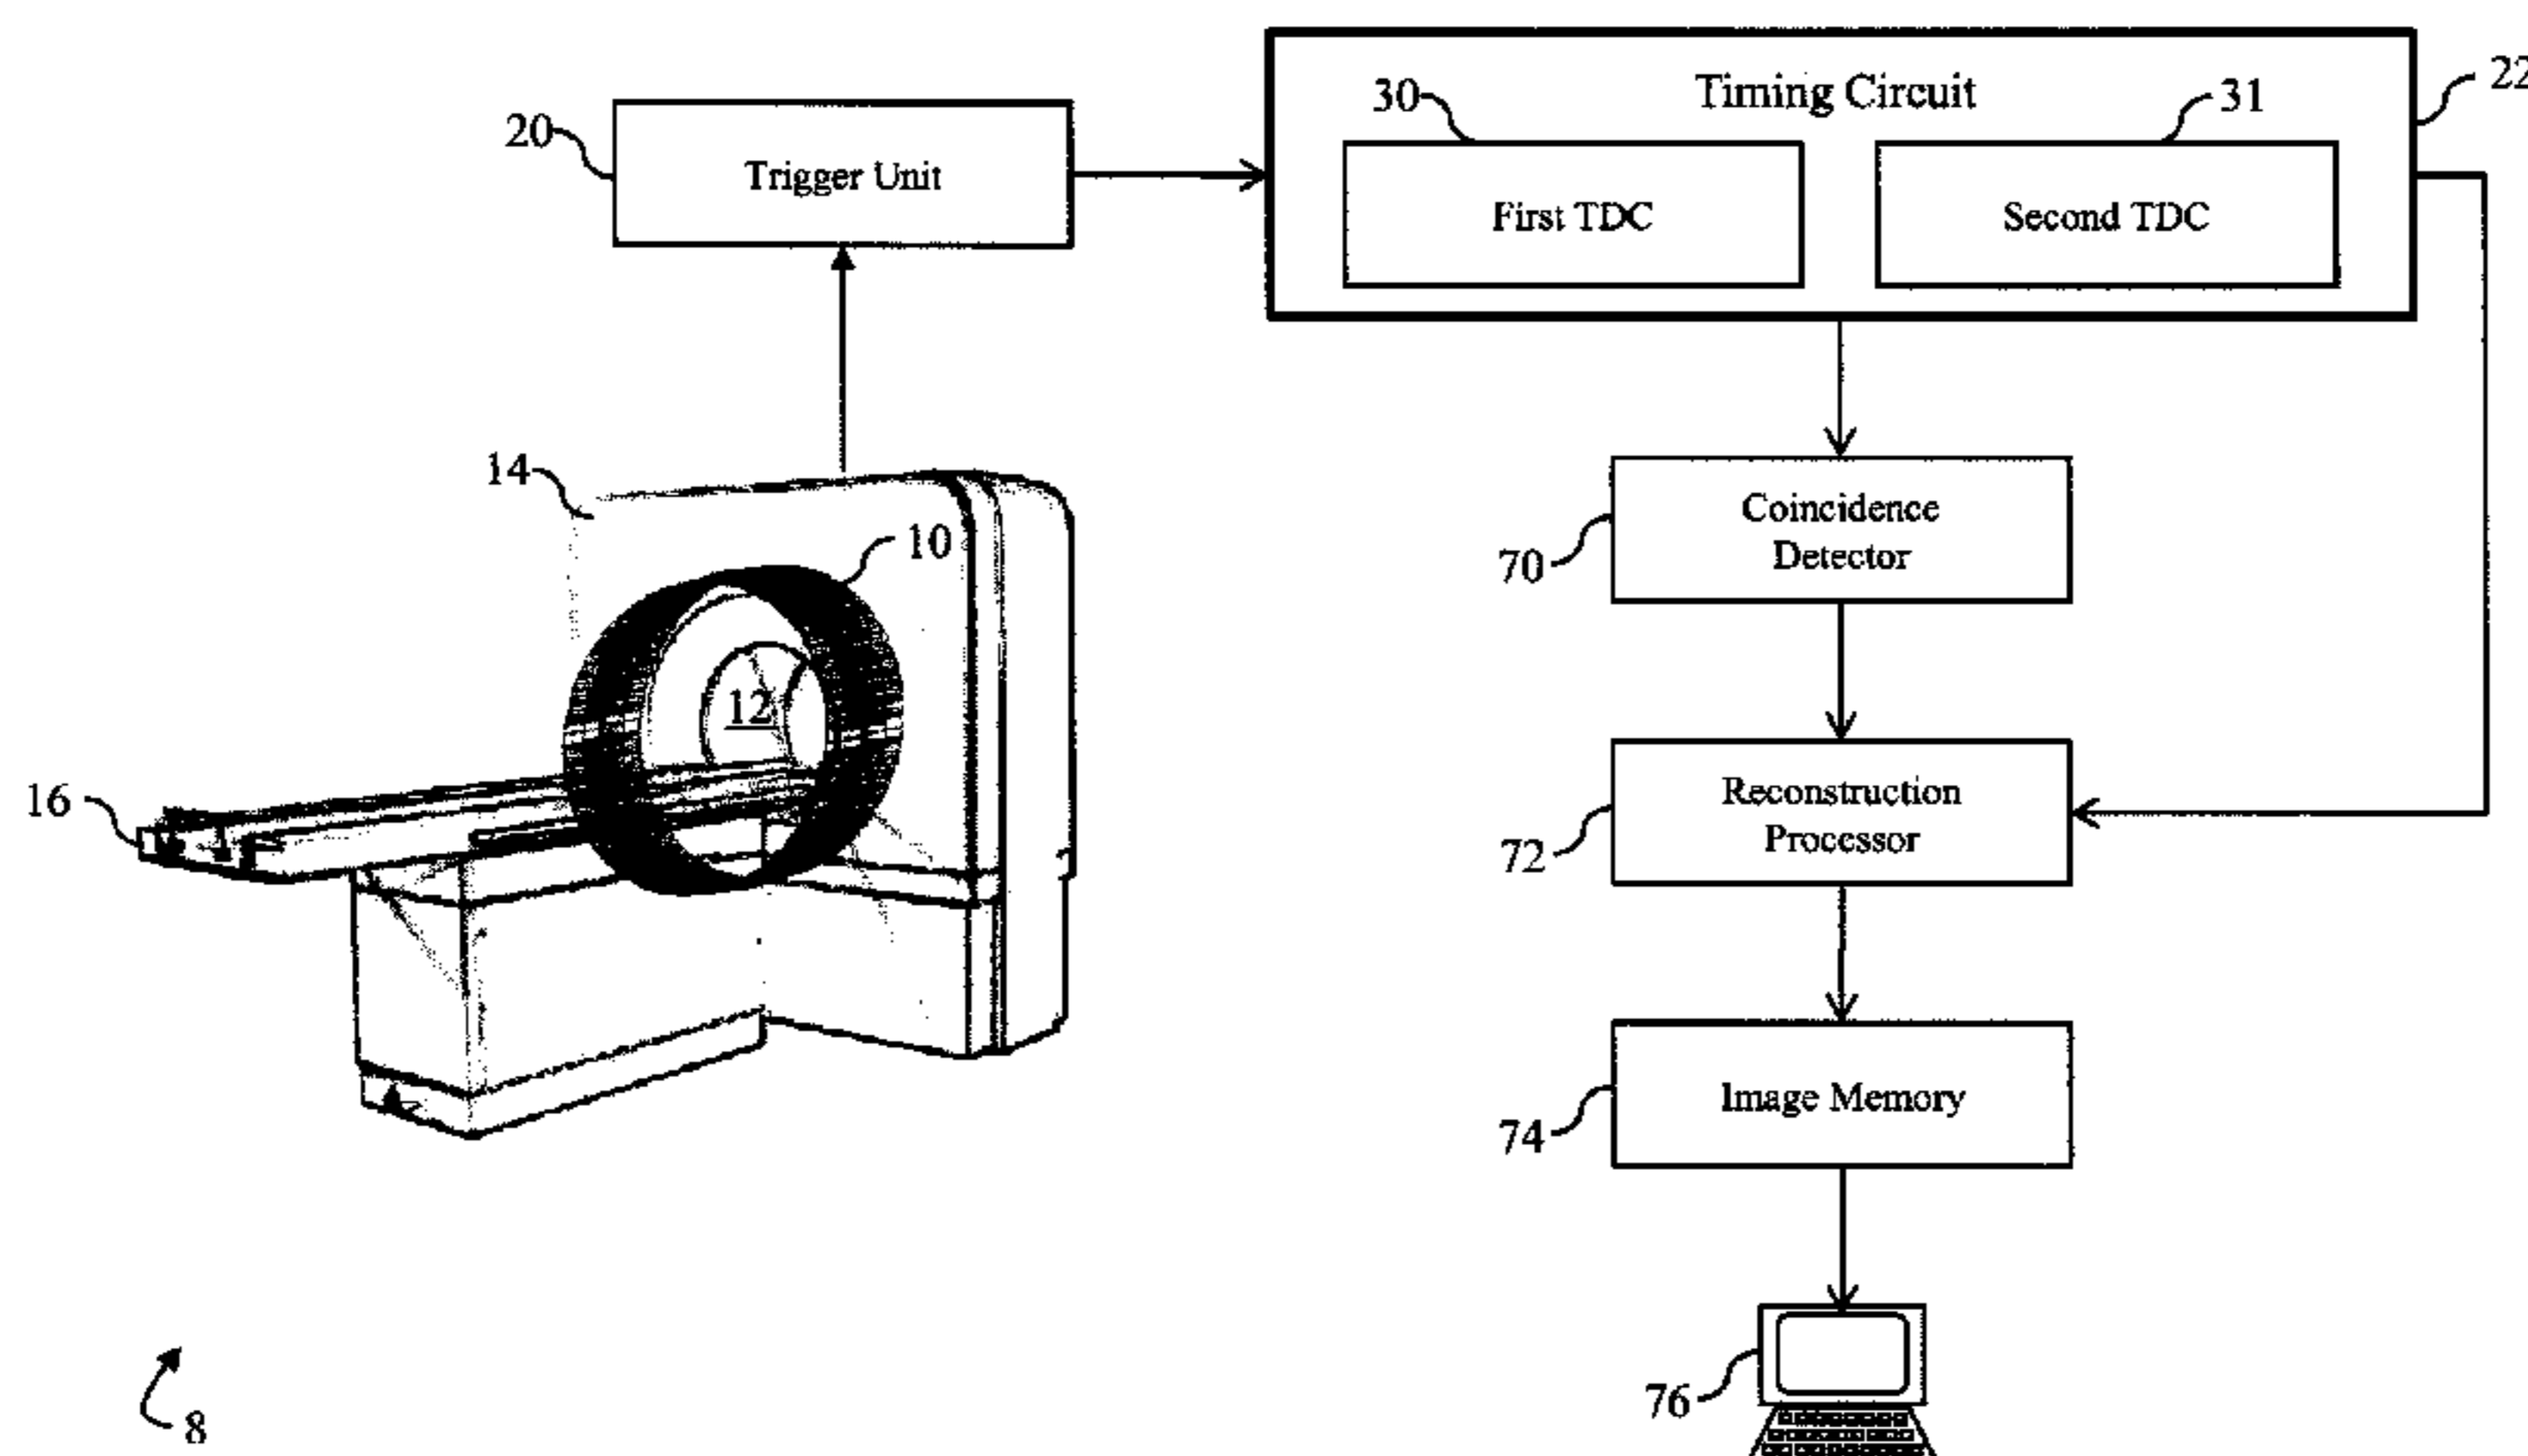 Timing Circuit
22
30
31
20
Trigger Unit
First TDC
Second TDC
14
10
Coincidence
Detector
70
12
16
Reconstruction
Processor
72
Image Memory
74
76
8